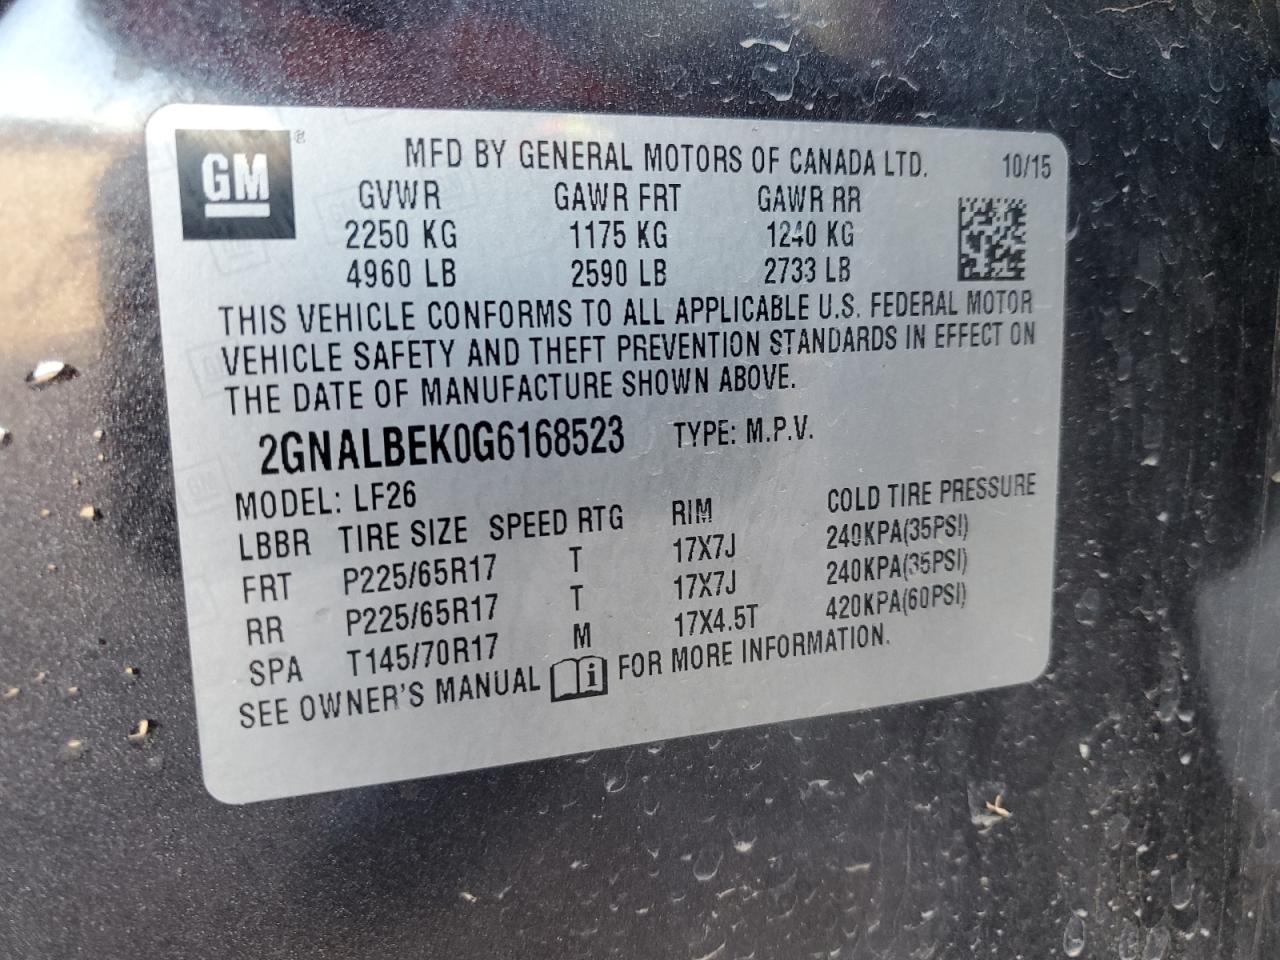 GM ®
MFD BY GENERAL MOTORS OF CANADA LTD. 10/15
GVWR GAWR FRT GAWR RR
2250 KG 1175 KG 1240 KG
4960 LB 2590 LB 2733 LB
THIS VEHICLE CONFORMS TO ALL APPLICABLE U.S. FEDERAL MOTOR
VEHICLE SAFETY AND THEFT PREVENTION STANDARDS IN EFFECT ON
THE DATE OF MANUFACTURE SHOWN ABOVE.
2GNALBEK0G6168523 TYPE: M.P.V.
MODEL: LF26
LBBR TIRE SIZE SPEED RTG RIM COLD TIRE PRESSURE
FRT P225/65R17 T 17X7J 240KPA(35PSI)
RR P225/65R17 T 17X7J 240KPA(35PSI)
SPA T145/70R17 M 17X4.5T 420KPA(60PSI)
SEE OWNER'S MANUAL i FOR MORE INFORMATION.